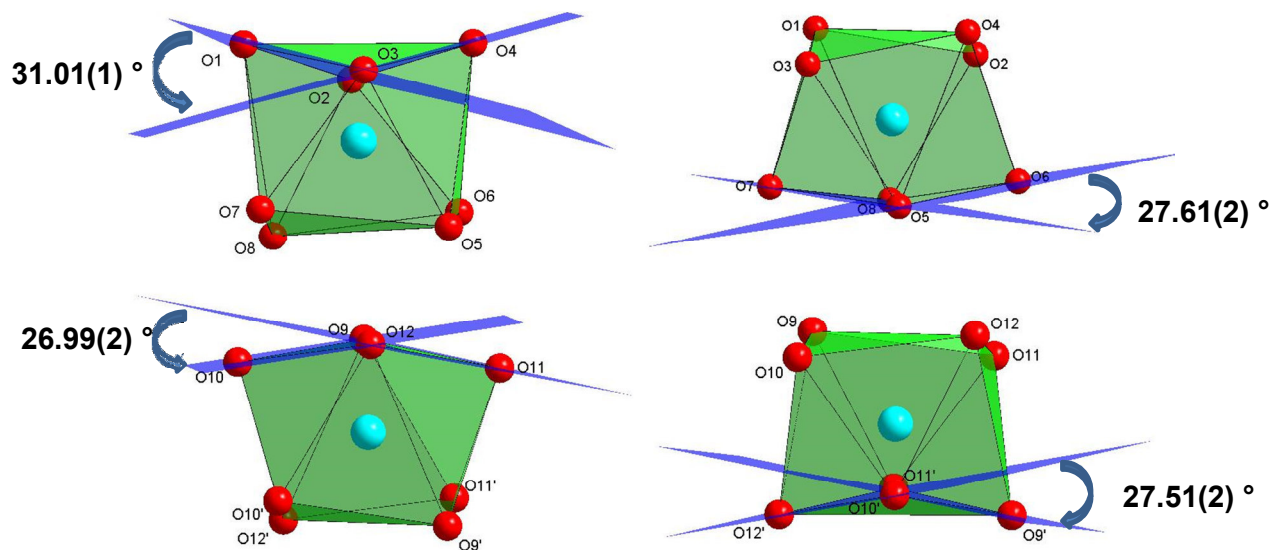 O1
O3
O4
O2
31.01(1) °
O7
O6
O8
O5
O1
O4
O3
O2
O7
O6
O8
O5
27.61(2) °
O9
O12
26.99(2) °
O10
O11
O11'
O10'
O12'
O9'
O9
O12
O10
O11
O11'
O10'
O12'
O9'
27.51(2) °